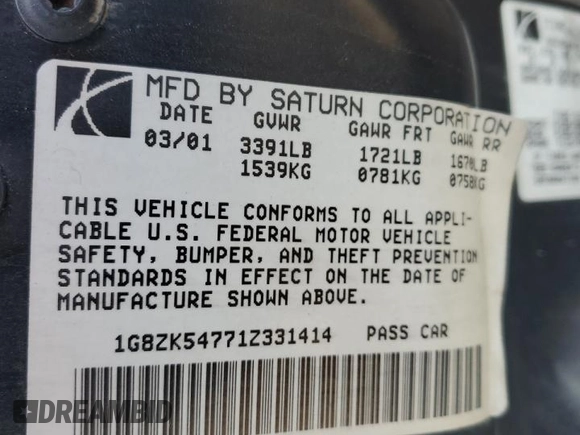 MFD BY SATURN CORPORATION
DATE GVWR GAWR FRT GAWR RR
03/01 3391LB 1721LB 1670LB
1539KG 0781KG 0758KG
THIS VEHICLE CONFORMS TO ALL APPLI-
CABLE U.S. FEDERAL MOTOR VEHICLE
SAFETY, BUMPER, AND THEFT PREVENTION
STANDARDS IN EFFECT ON THE DATE OF
MANUFACTURE SHOWN ABOVE.
1G8ZK54771Z331414 PASS CAR
DREAMBID